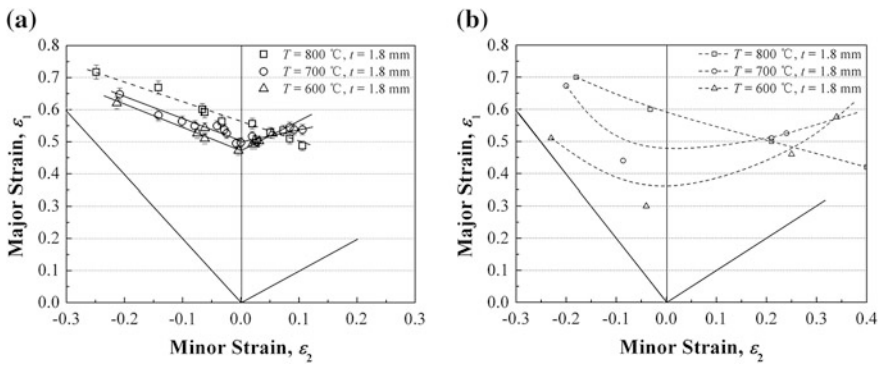 (a)
0.8
0.7
0.6
0.5
0.4
0.3
0.2
0.1
0.0
-0.3 -0.2 -0.1 0.0 0.1 0.2 0.3
Major Strain, ε1
Minor Strain, ε2
T = 800 ℃, t = 1.8 mm
T = 700 ℃, t = 1.8 mm
T = 600 ℃, t = 1.8 mm
(b)
0.8
0.7
0.6
0.5
0.4
0.3
0.2
0.1
0.0
-0.3 -0.2 -0.1 0.0 0.1 0.2 0.3 0.4
Major Strain, ε1
Minor Strain, ε2
T = 800 ℃, t = 1.8 mm
T = 700 ℃, t = 1.8 mm
T = 600 ℃, t = 1.8 mm